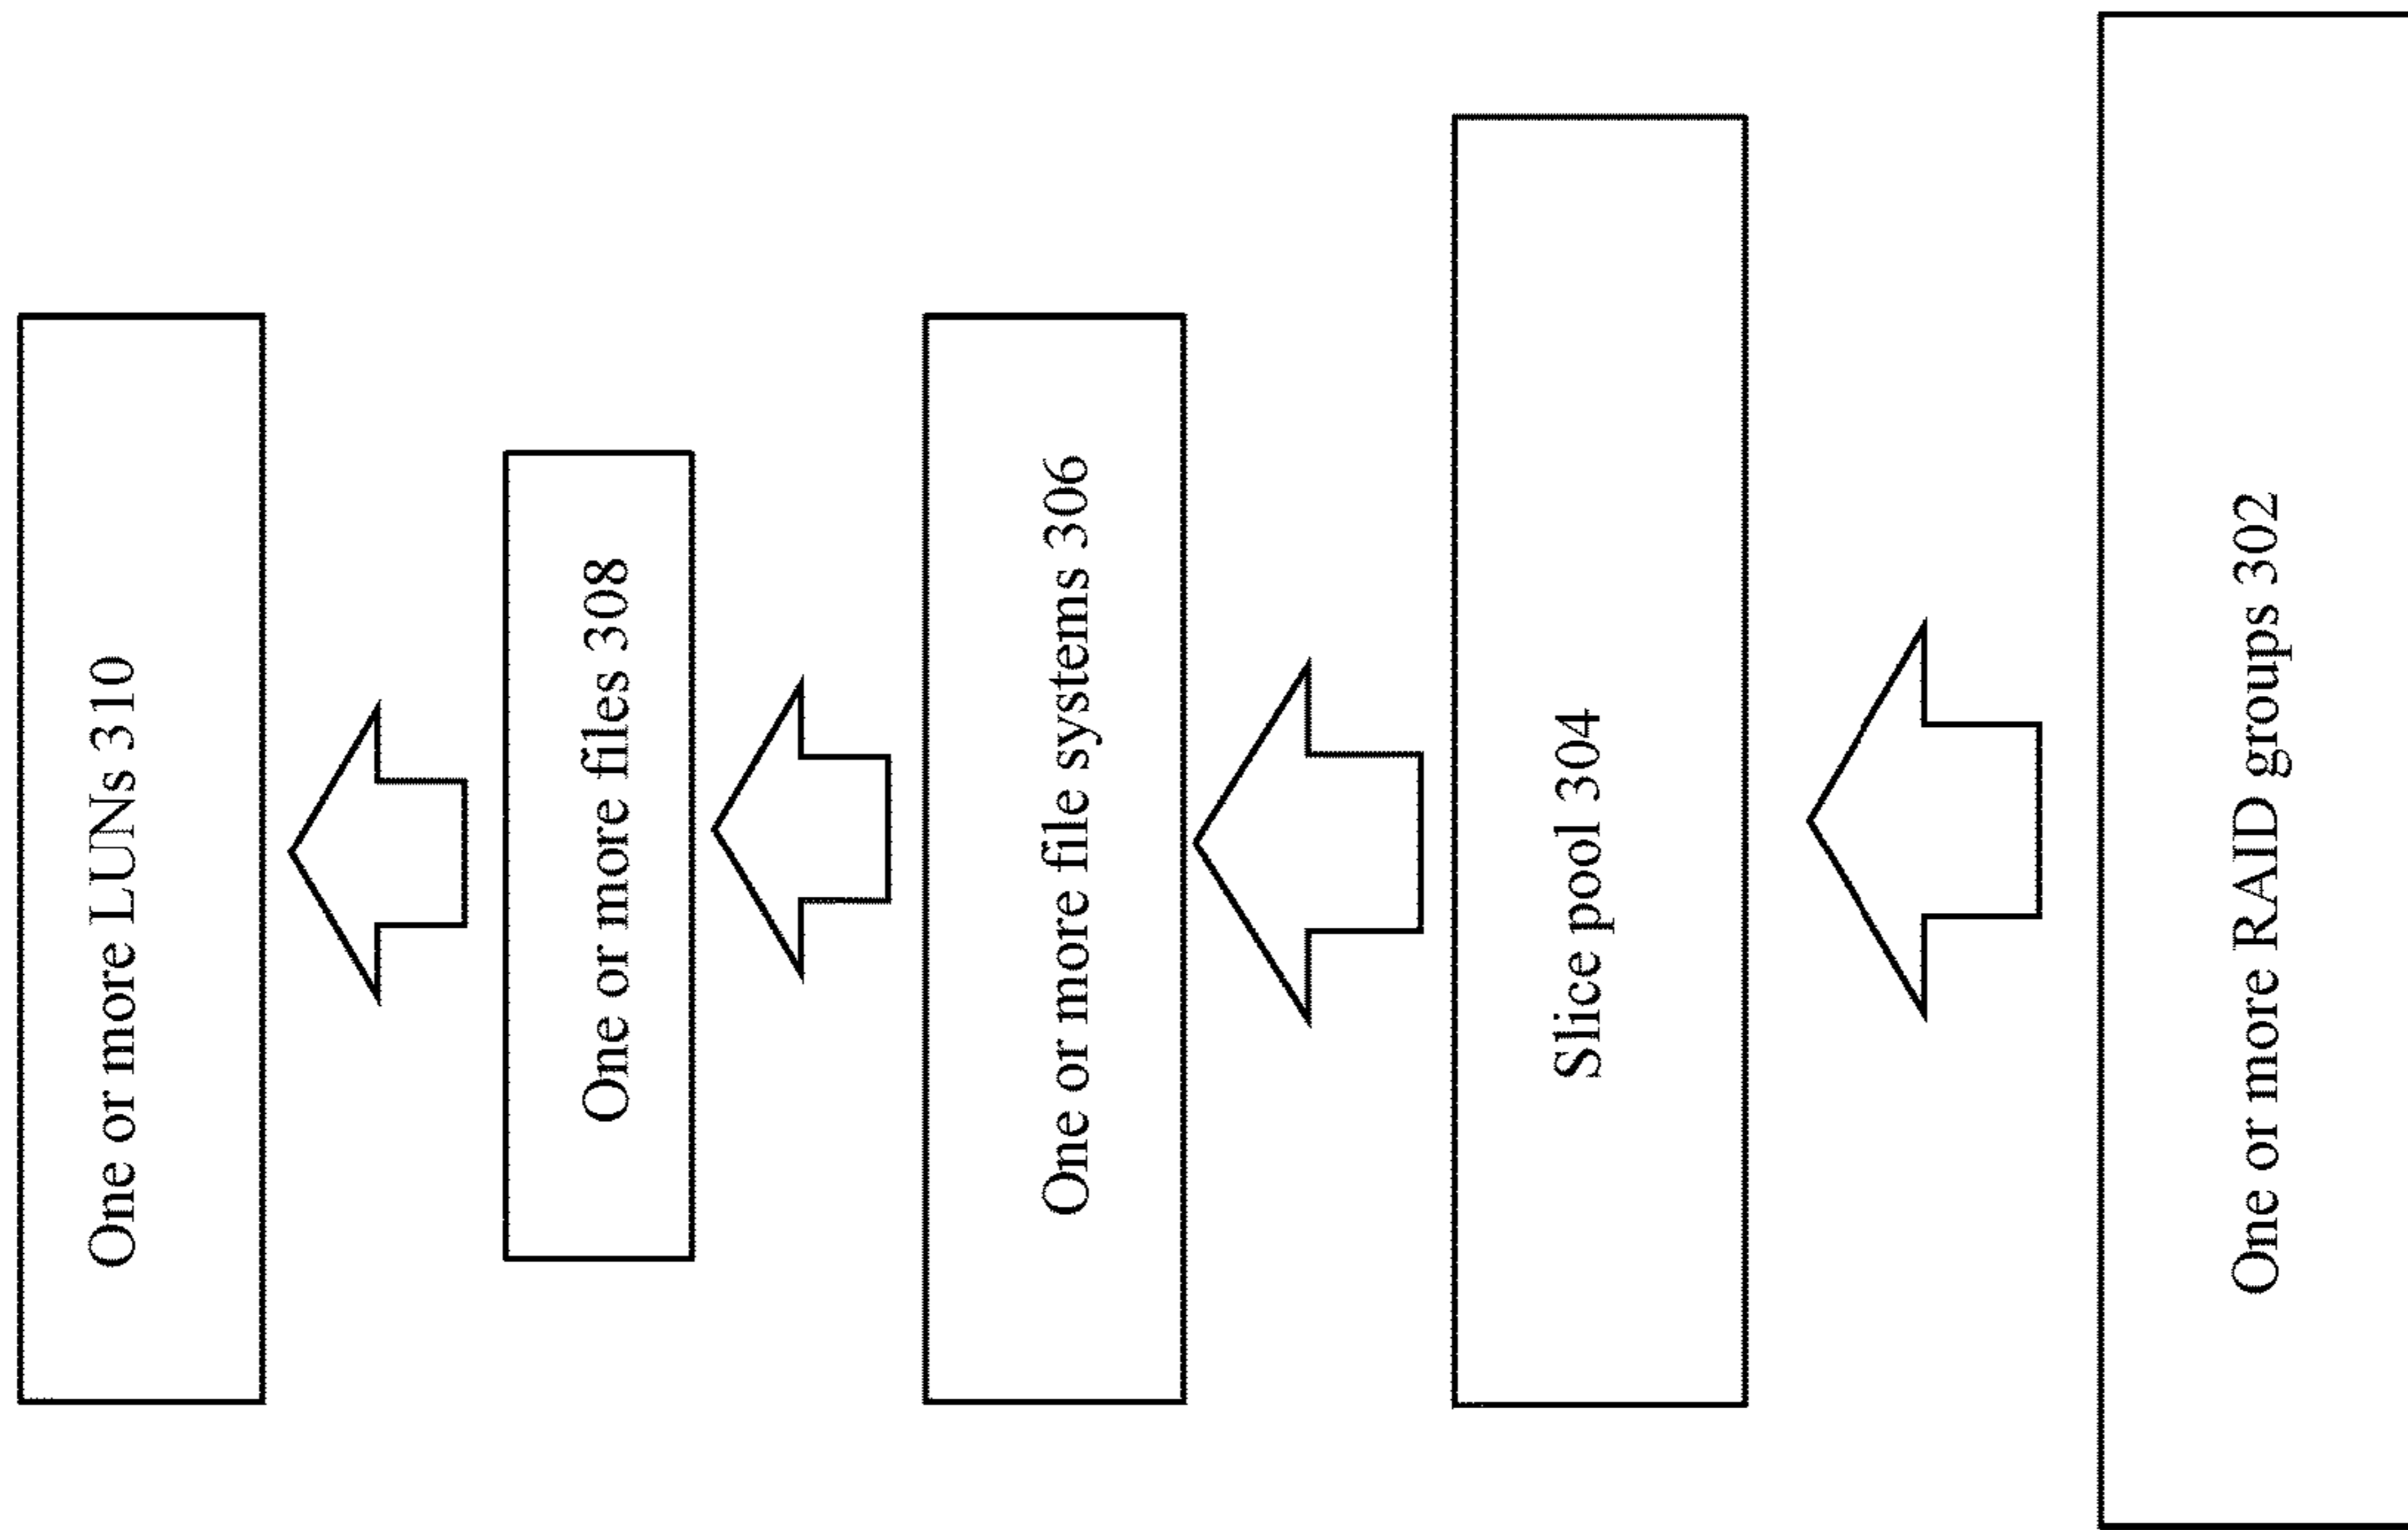 One or more LUNs 310
One or more files 308
One or more file systems 306
Slice pool 304
One or more RAID groups 302